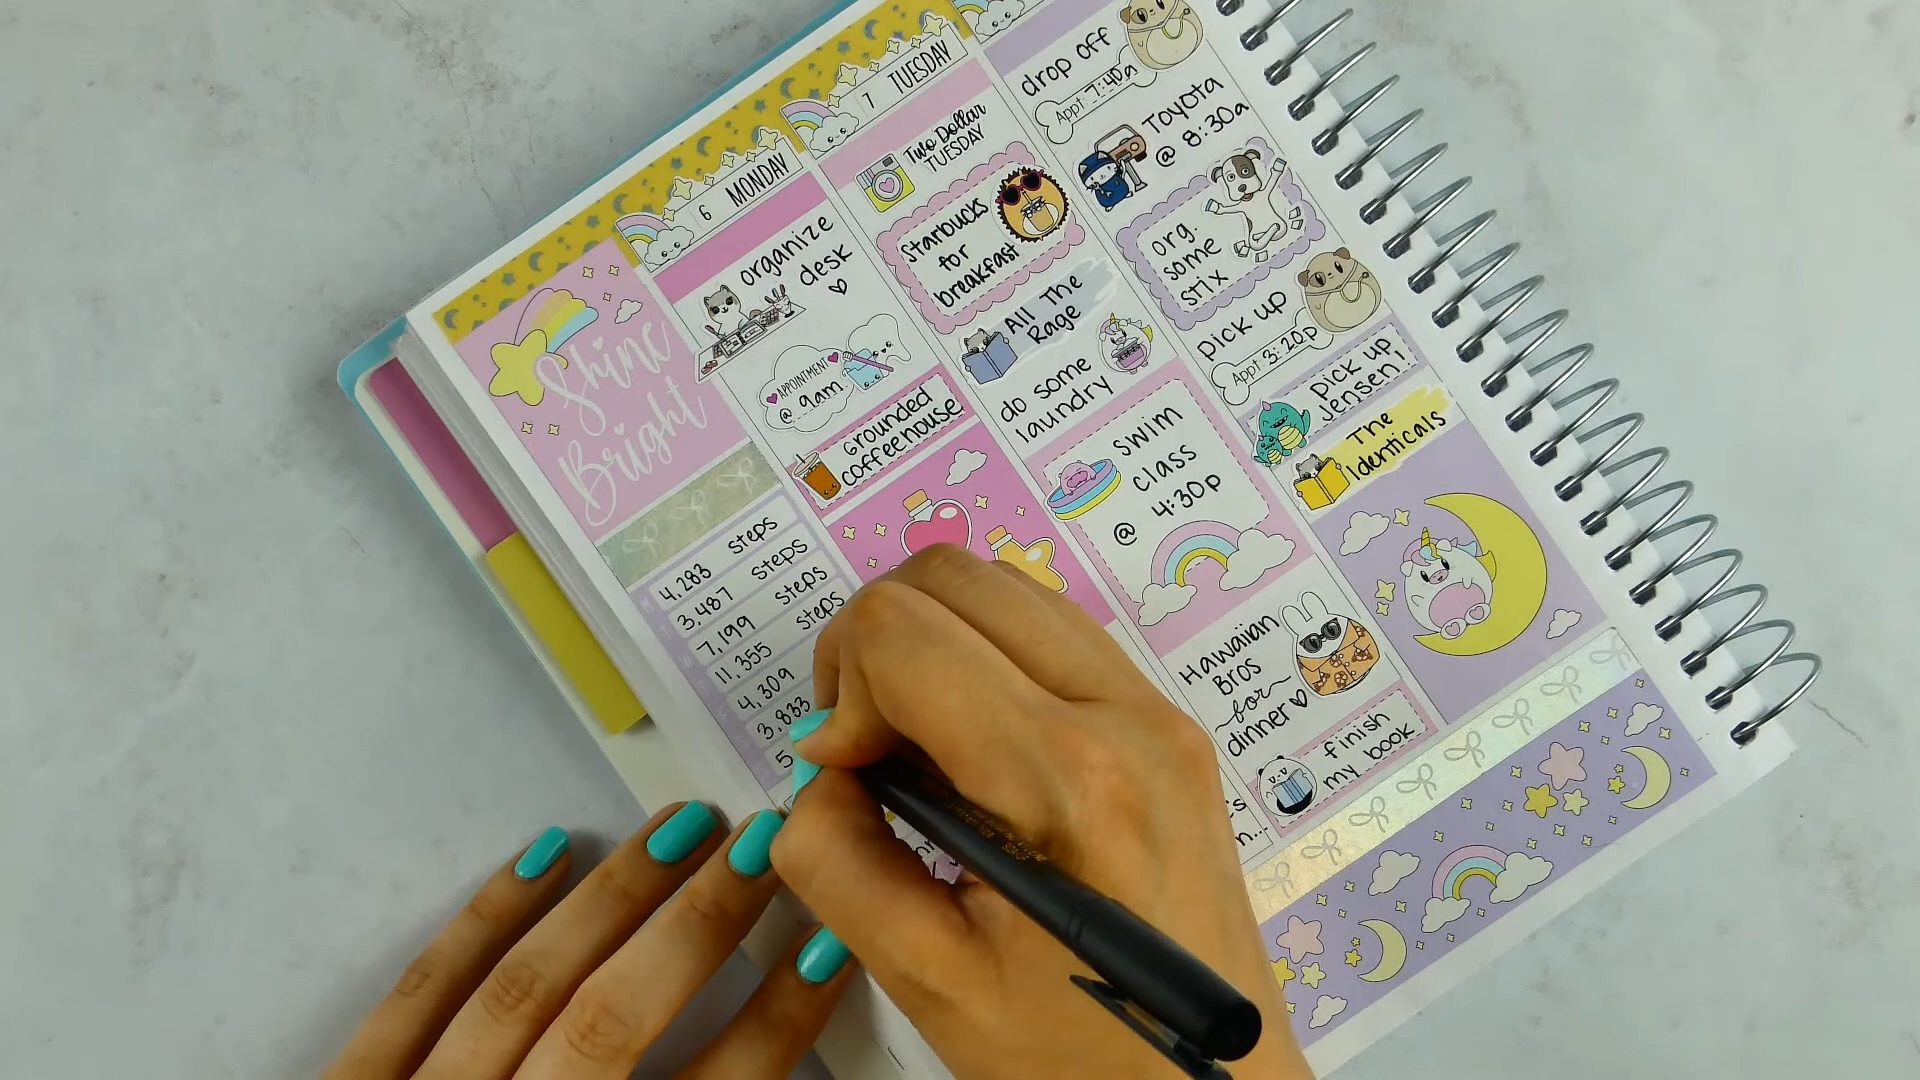 Shine
Bright
steps
4,283 steps
3,487 steps
7,199 steps
11,355
4,309
3,833
5
6 MONDAY
organize
desk
APPOINTMENT
@ 9am
Grounded
coffeehouse
7 TUESDAY
Two Dollar
TUESDAY
Starbucks
for
breakfast
All The
Rage
do some
laundry
swim
class
@ 4:30p
Hawaiian
Bros
for
dinner
finish
my book
drop off
Appt 7:40a
Toyota
@ 8:30a
org.
some
stix
pick up
Appt 3:20p
pick up
Jensen!
The
Identicals